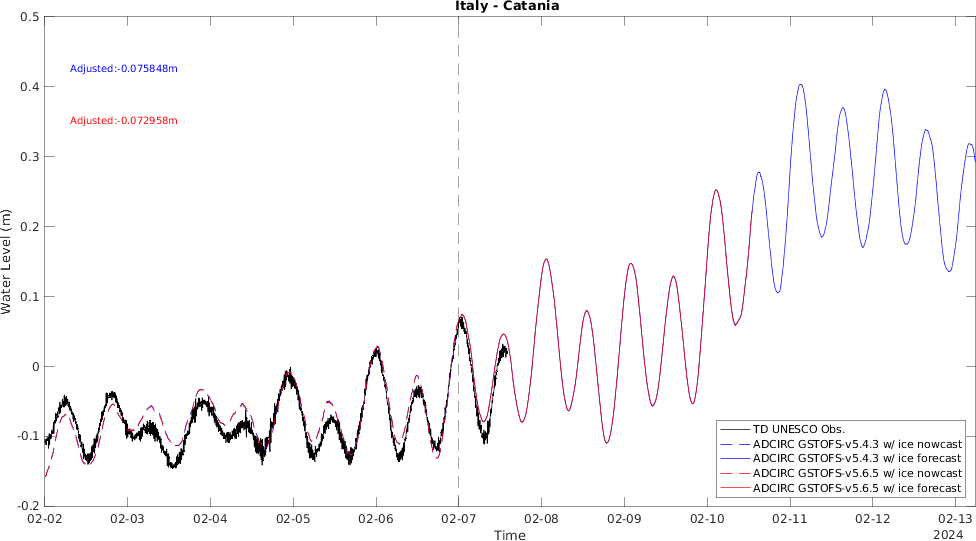 Italy - Catania
0.5
0.4
0.3
0.2
0.1
0
-0.1
-0.2
Water Level (m)
Adjusted:-0.075848m
Adjusted:-0.072958m
TD UNESCO Obs.
ADCIRC GSTOFS-v5.4.3 w/ ice nowcast
ADCIRC GSTOFS-v5.4.3 w/ ice forecast
ADCIRC GSTOFS-v5.6.5 w/ ice nowcast
ADCIRC GSTOFS-v5.6.5 w/ ice forecast
02-02 02-03 02-04 02-05 02-06 02-07 02-08 02-09 02-10 02-11 02-12 02-13
Time
2024